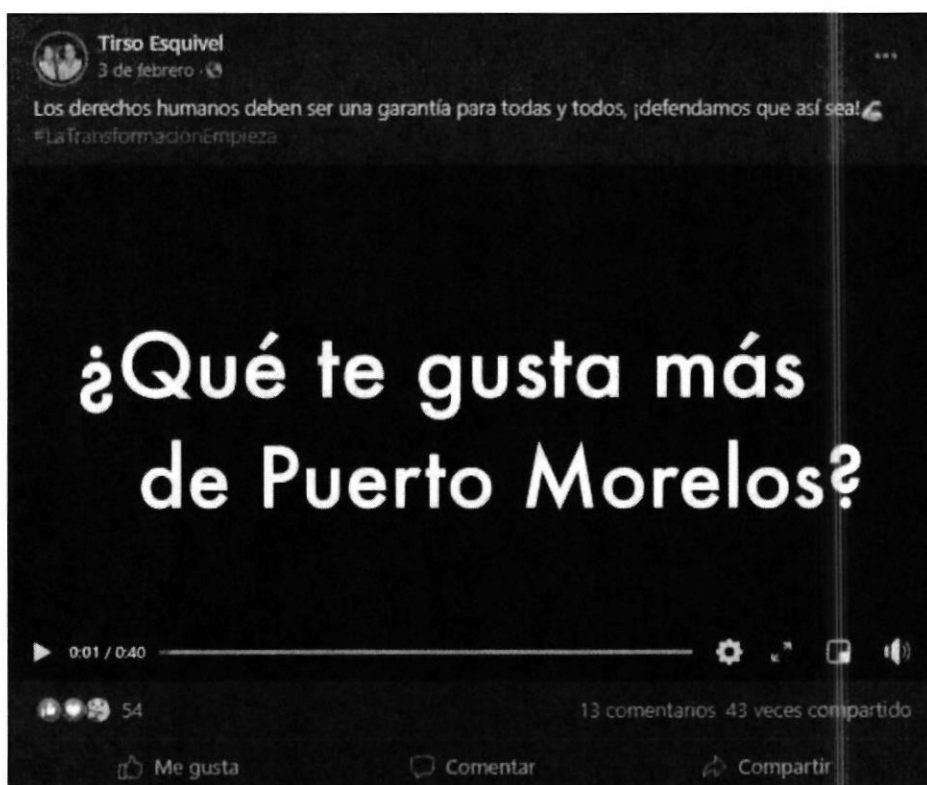 Tirso Esquivel
3 de febrero
Los derechos humanos deben ser una garantía para todas y todos, ¡defendamos que así sea!
#LaTransformaciónEmpieza
¿Qué te gusta más
de Puerto Morelos?
0:01 / 0:40
54
13 comentarios 43 veces compartido
Me gusta
Comentar
Compartir